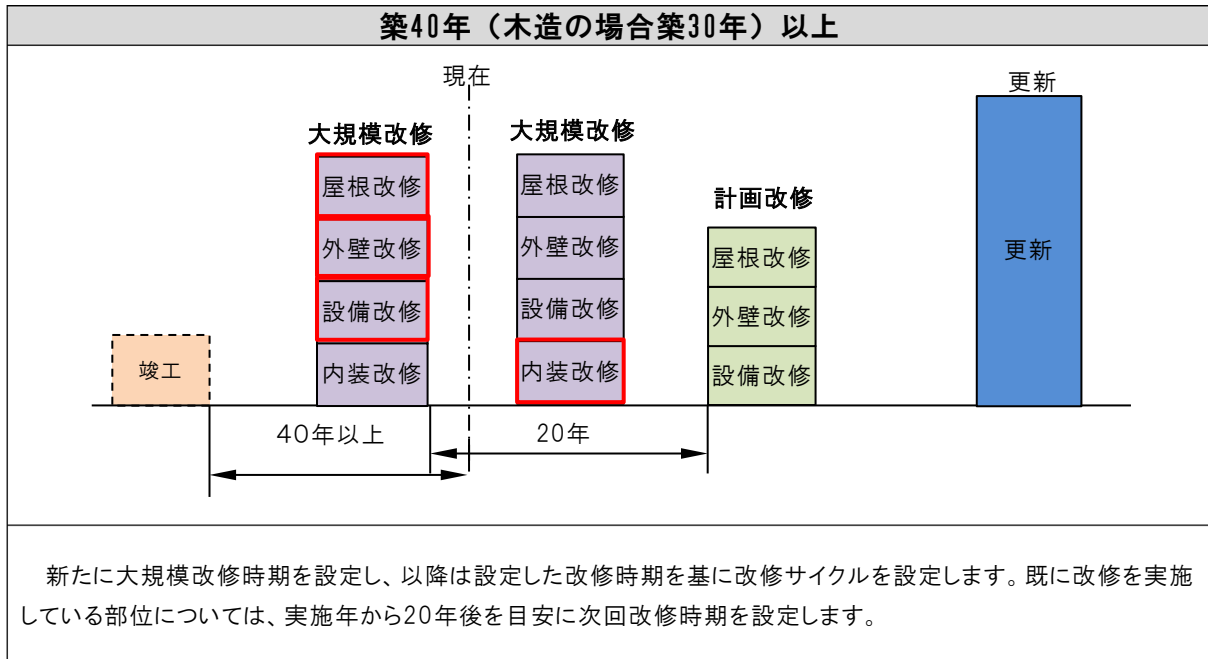 築40年（木造の場合築30年）以上
現在
更新
大規模改修
大規模改修
計画改修
屋根改修
外壁改修
設備改修
内装改修
屋根改修
外壁改修
設備改修
内装改修
屋根改修
外壁改修
設備改修
更新
竣工
40年以上
20年
新たに大規模改修時期を設定し、以降は設定した改修時期を基に改修サイクルを設定します。既に改修を実施
している部位については、実施年から20年後を目安に次回改修時期を設定します。